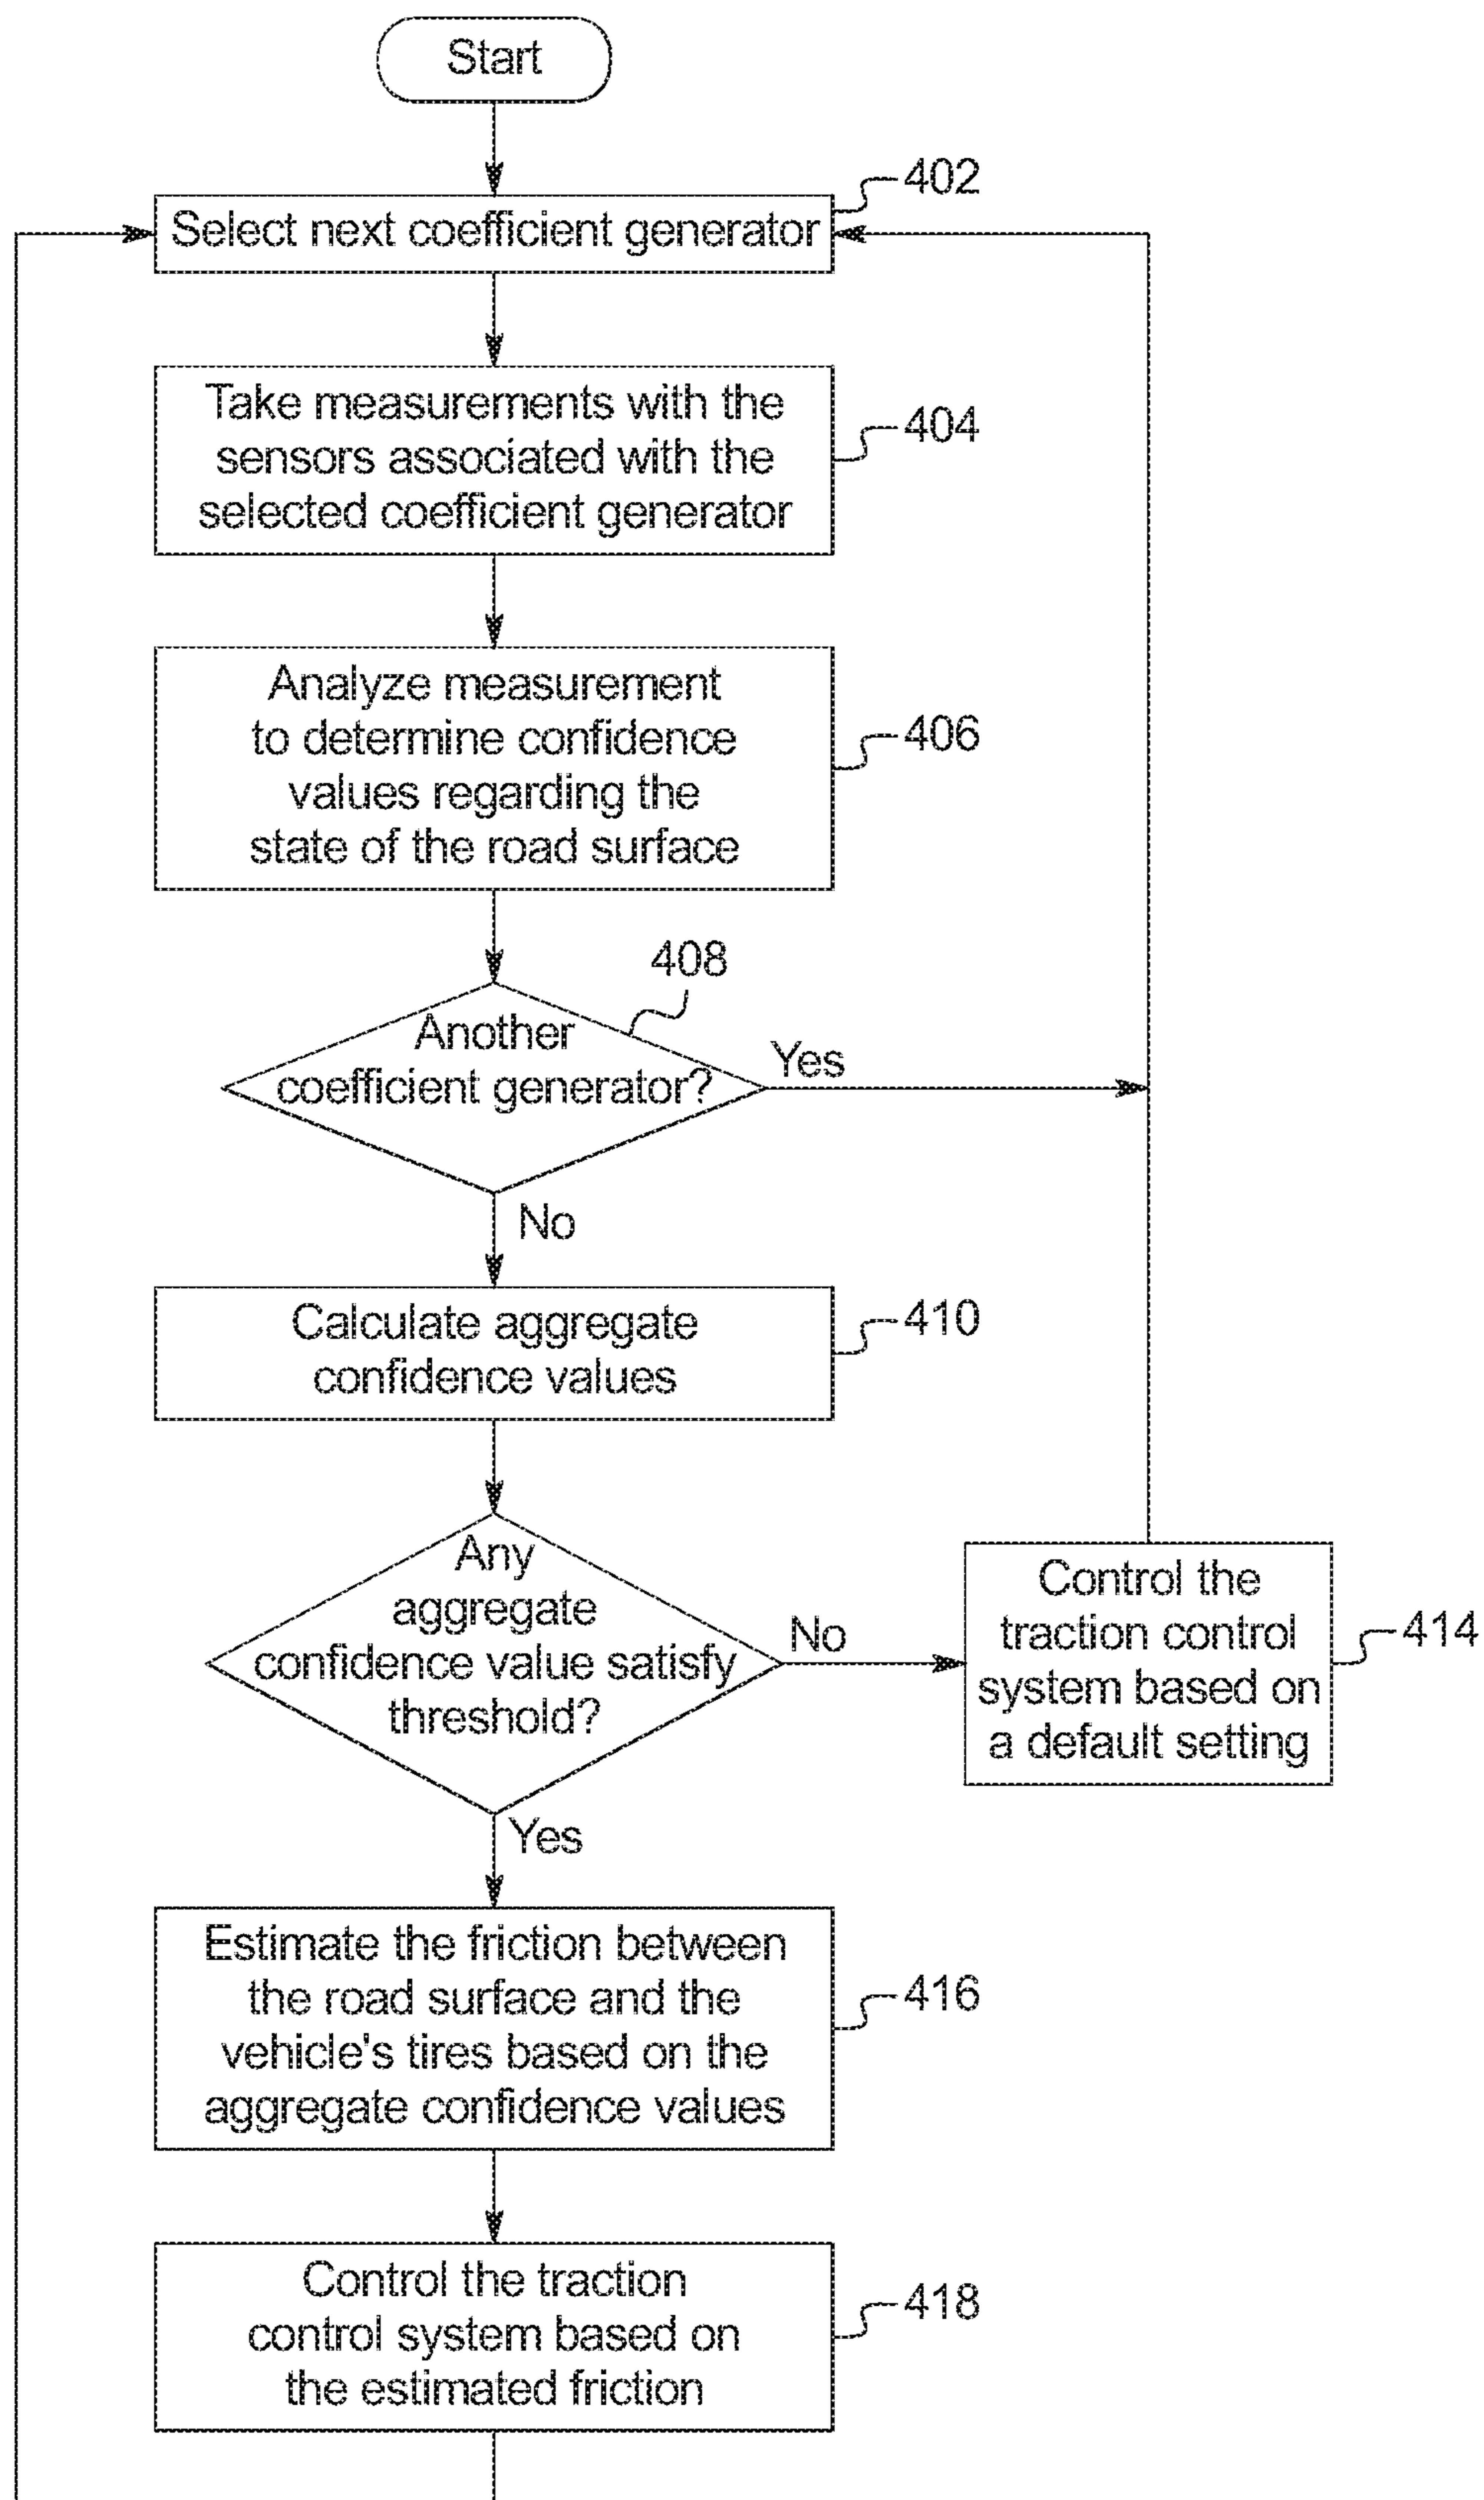 Start
402
Select next coefficient generator
Take measurements with the
sensors associated with the
selected coefficient generator
404
Analyze measurement
to determine confidence
values regarding the
state of the road surface
406
408
Another
coefficient generator?
Yes
No
Calculate aggregate
confidence values
410
Any
aggregate
confidence value satisfy
threshold?
No
Control the
traction control
system based on
a default setting
414
Yes
Estimate the friction between
the road surface and the
vehicle's tires based on the
aggregate confidence values
416
Control the traction
control system based on
the estimated friction
418